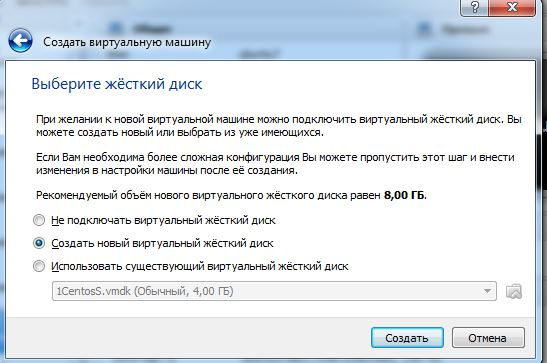 Создать виртуальную машину
Выберите жёсткий диск
При желании к новой виртуальной машине можно подключить виртуальный жёсткий диск. Вы
можете создать новый или выбрать из уже имеющихся.
Если Вам необходима более сложная конфигурация Вы можете пропустить этот шаг и внести
изменения в настройки машины после её создания.
Рекомендуемый объём нового виртуального жёсткого диска равен 8,00 ГБ.
Не подключать виртуальный жёсткий диск
Создать новый виртуальный жёсткий диск
Использовать существующий виртуальный жёсткий диск
1CentosS.vmdk (Обычный, 4,00 ГБ)
Создать
Отмена